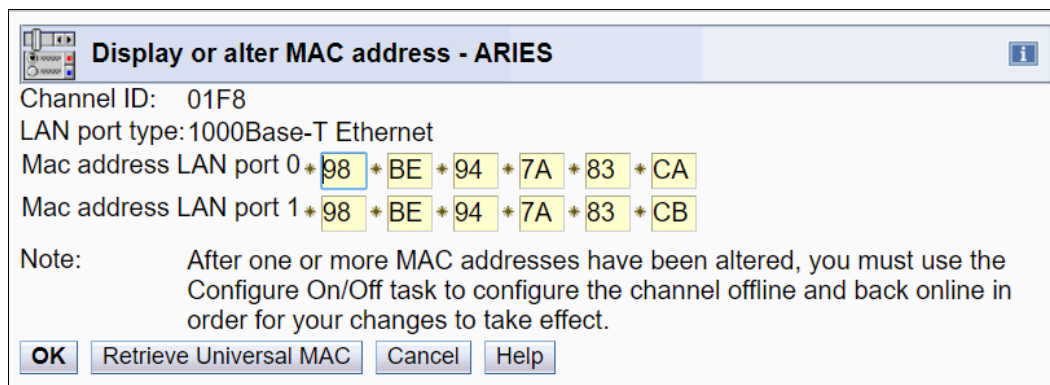 Display or alter MAC address - ARIES
Channel ID: 01F8
LAN port type: 1000Base-T Ethernet
Mac address LAN port 0 * 98 * BE * 94 * 7A * 83 * CA
Mac address LAN port 1 * 98 * BE * 94 * 7A * 83 * CB
Note: After one or more MAC addresses have been altered, you must use the
Configure On/Off task to configure the channel offline and back online in
order for your changes to take effect.
OK Retrieve Universal MAC Cancel Help